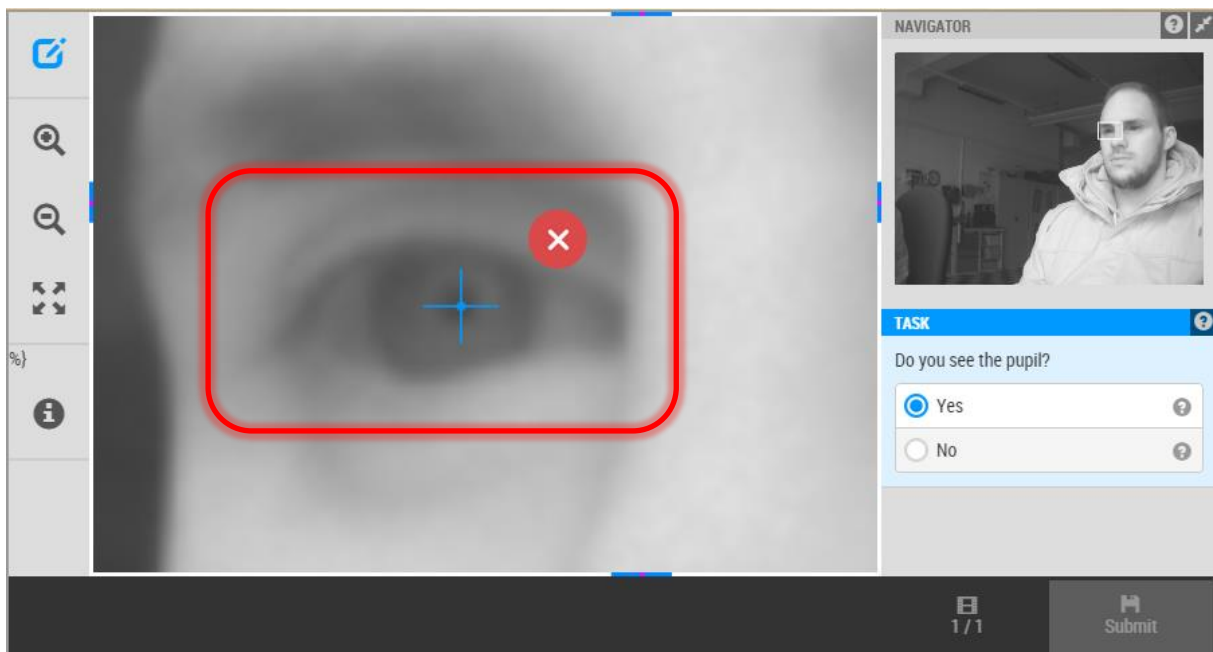 NAVIGATOR
TASK
%}
Do you see the pupil?
Yes
No
1 / 1
Submit